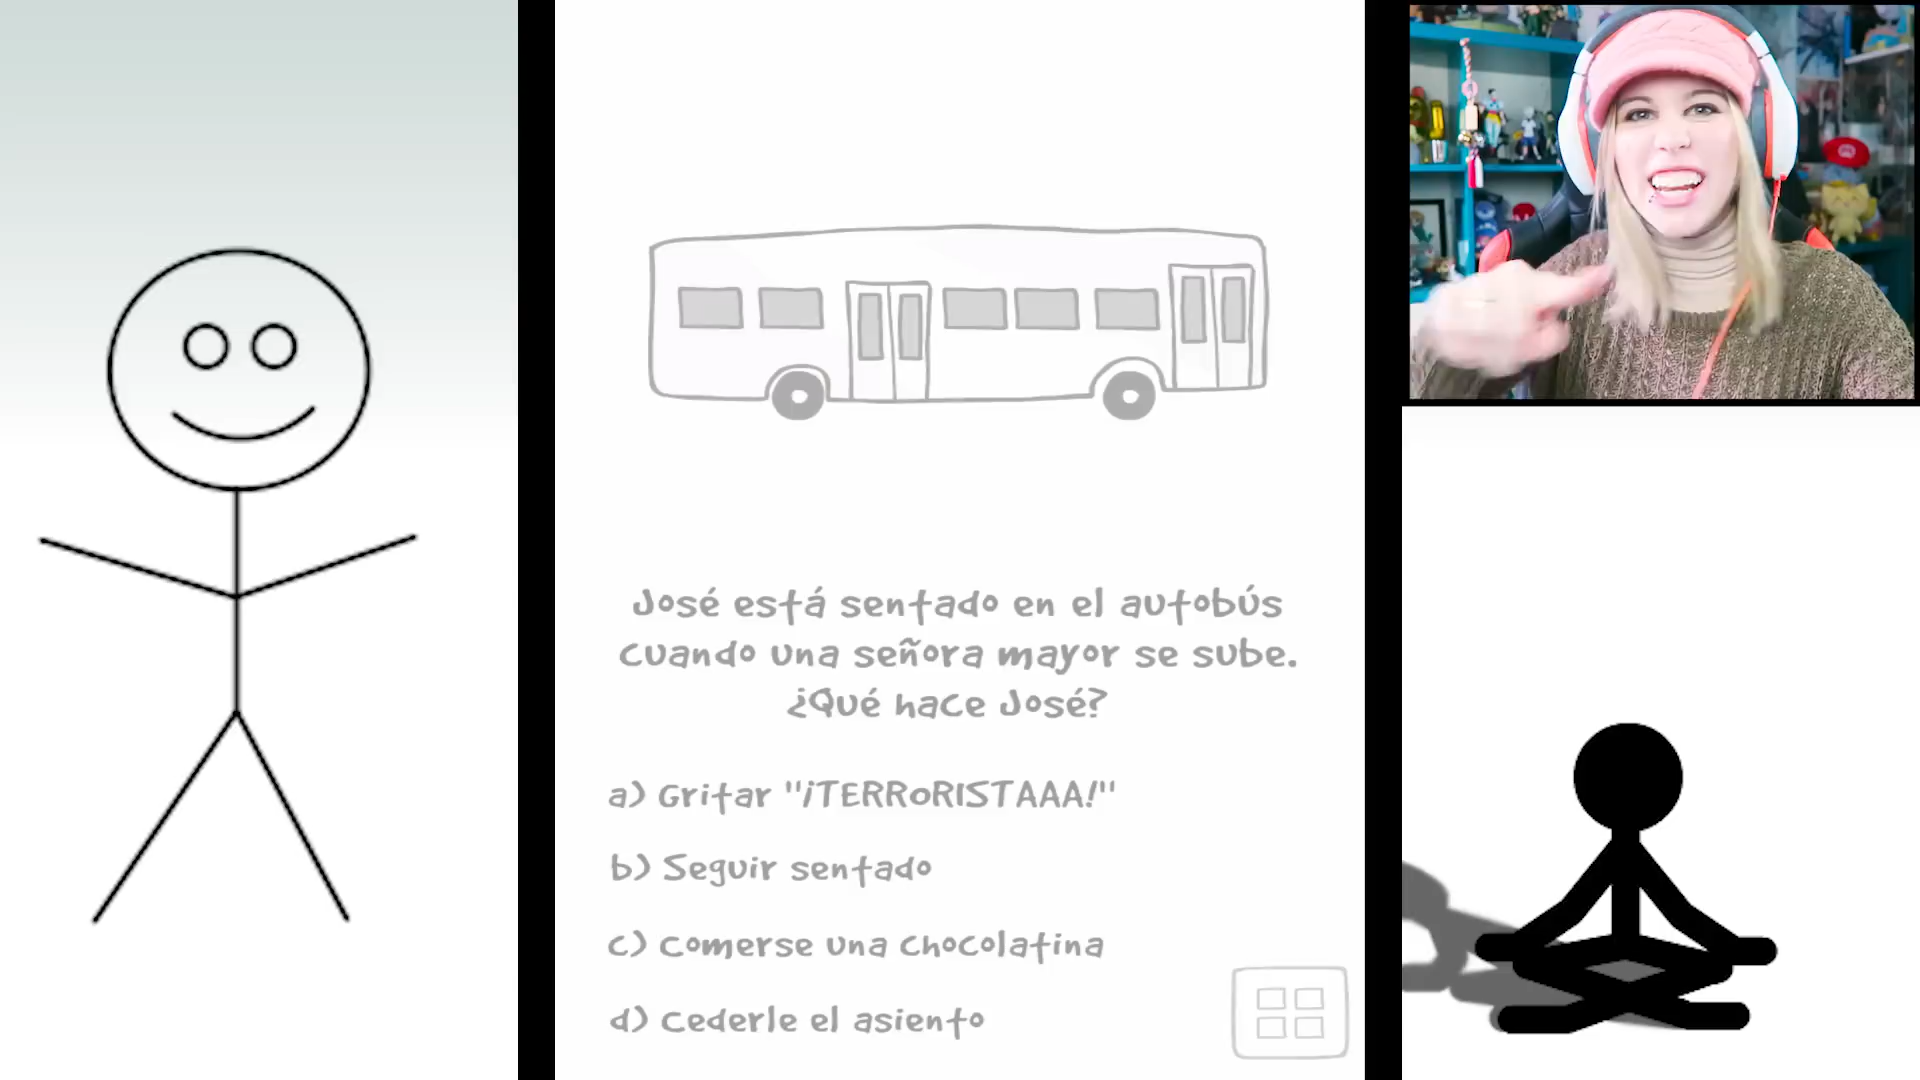 José está sentado en el autobús
cuando una señora mayor se sube.
¿Qué hace José?
a) Gritar "¡TERRORISTAAA!"
b) Seguir sentado
c) Comerse una chocolatina
d) Cederle el asiento